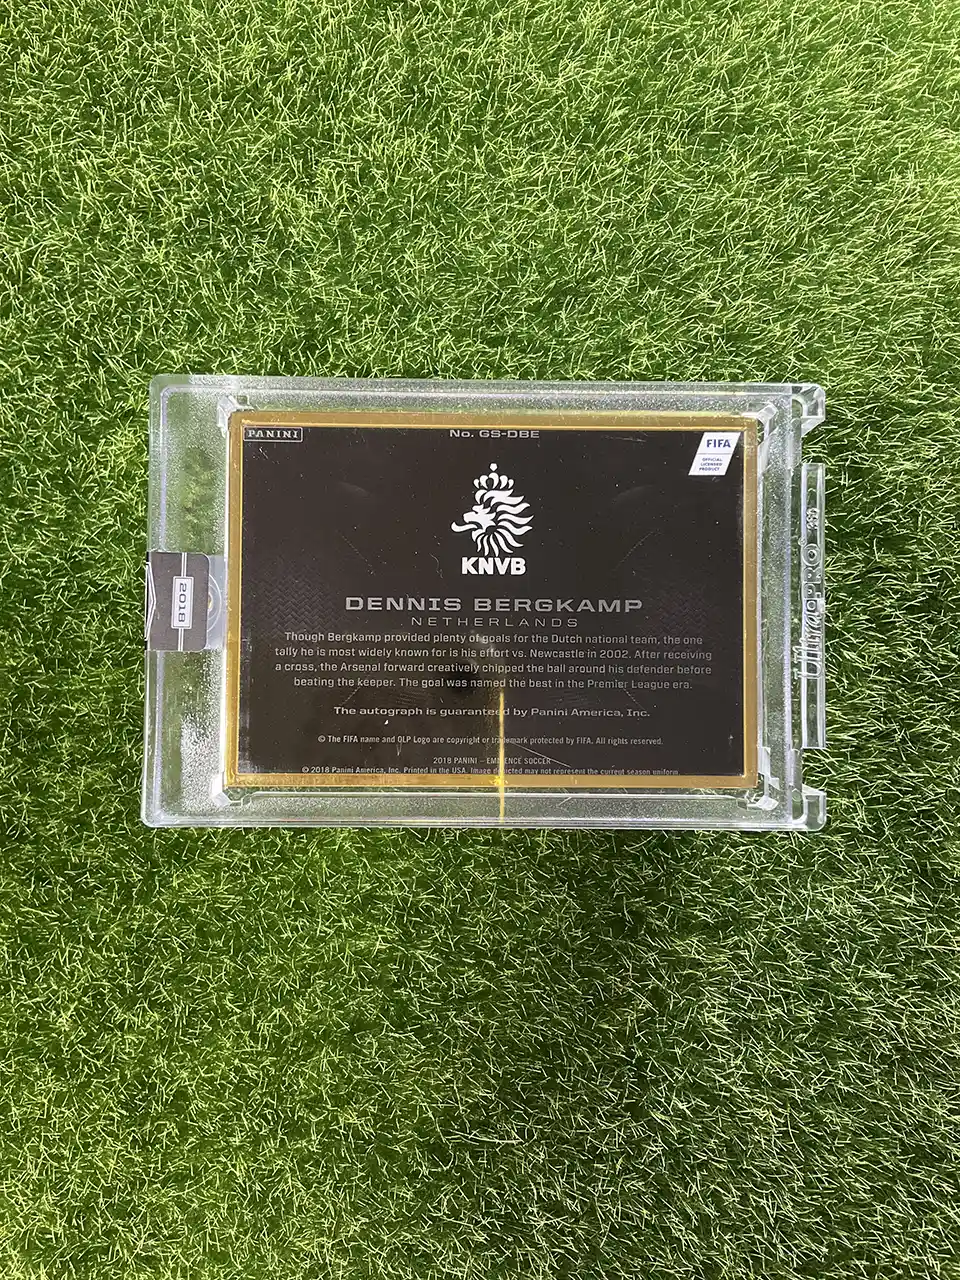 PANINI
No. GS-DBE
FIFA
OFFICIAL
LICENSED
PRODUCT
KNVB
2018
DENNIS BERGKAMP
NETHERLANDS
Though Bergkamp provided plenty of goals for the Dutch national team, the one
tally he is most widely known for is his effort vs. Newcastle in 2002. After receiving
a cross, the Arsenal forward creatively chipped the ball around his defender before
beating the keeper. The goal was named the best in the Premier League era.
The autograph is guaranteed by Panini America, Inc.
© The FIFA name and OLP Logo are copyright or trademark protected by FIFA. All rights reserved.
2018 PANINI – EMINENCE SOCCER
© 2018 Panini America, Inc. Printed in the USA. Image depicted may not represent the current season uniform.
Ultra·PRO